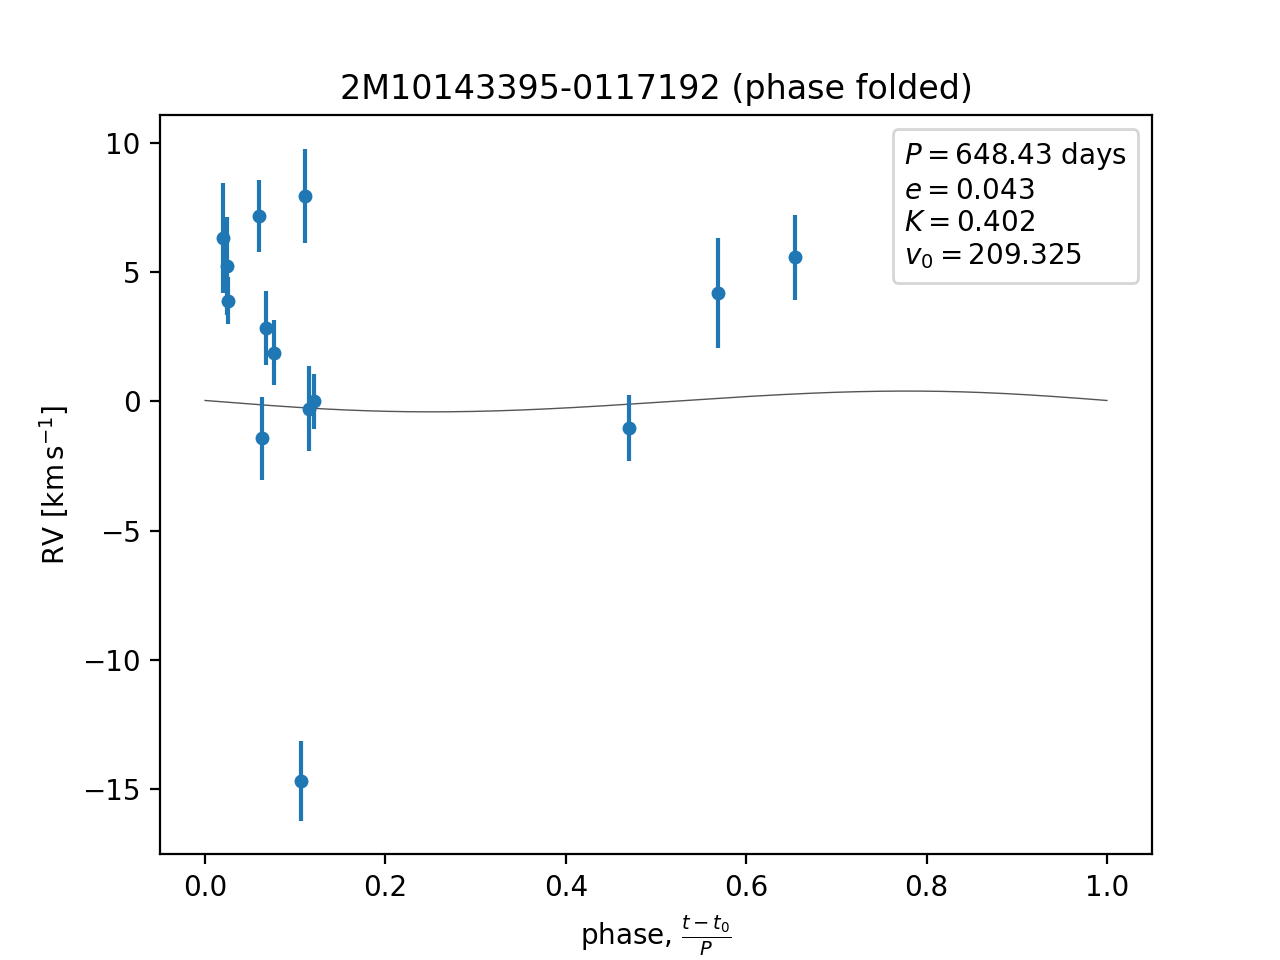 2M10143395-0117192 (phase folded)
P = 648.43 days
e = 0.043
K = 0.402
v₀ = 209.325
10
5
0
−5
−10
−15
RV [km s⁻¹]
0.0 0.2 0.4 0.6 0.8 1.0
phase, (t − t₀)/P